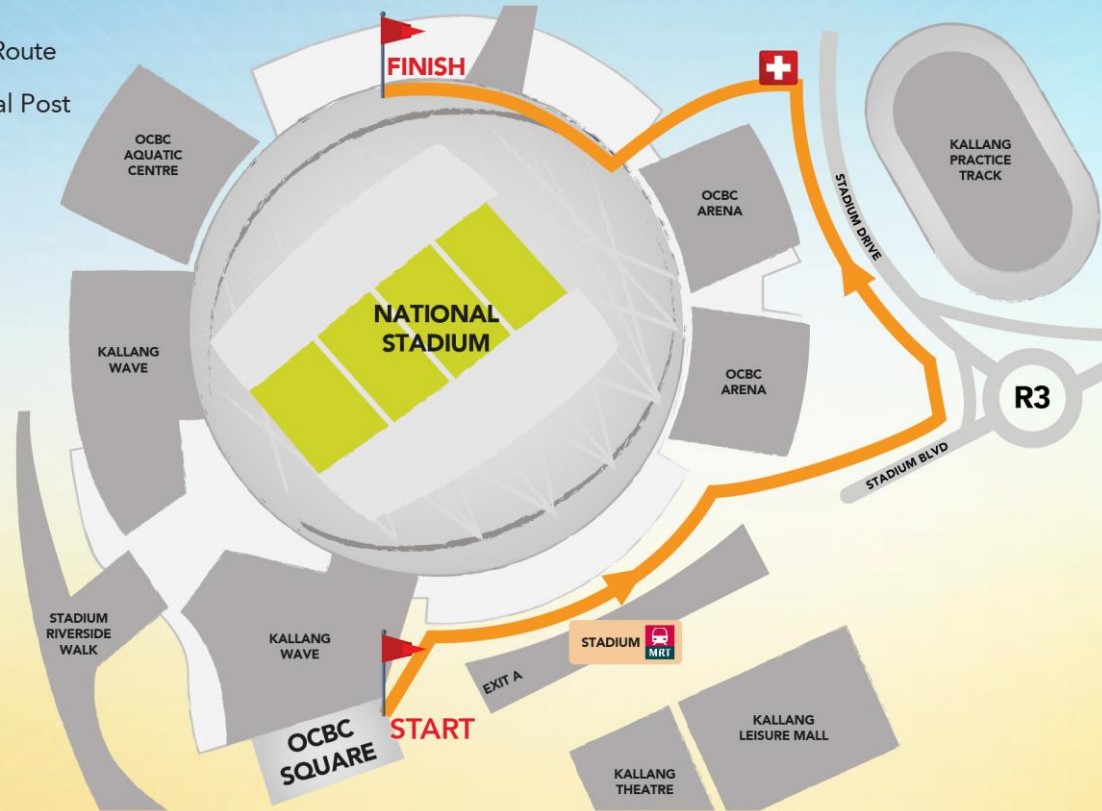 Route
al Post
FINISH
OCBC
AQUATIC
CENTRE
KALLANG
PRACTICE
TRACK
OCBC
ARENA
STADIUM DRIVE
NATIONAL
STADIUM
KALLANG
WAVE
OCBC
ARENA
R3
STADIUM BLVD
STADIUM
RIVERSIDE
WALK
KALLANG
WAVE
STADIUM
MRT
EXIT A
START
OCBC
SQUARE
KALLANG
LEISURE MALL
KALLANG
THEATRE